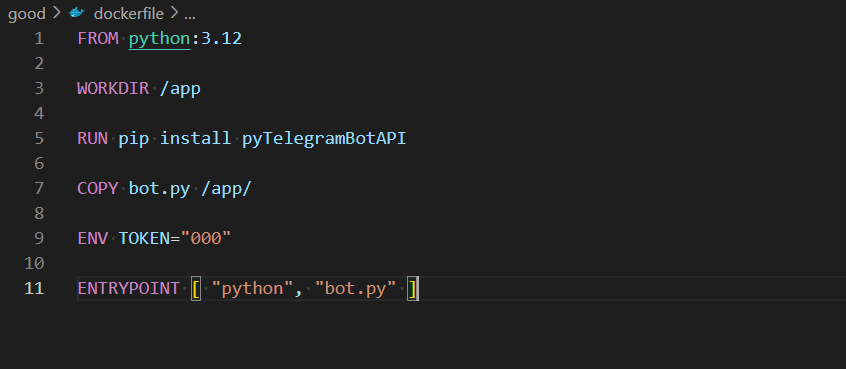 good > dockerfile > ...
1 FROM python:3.12
2
3 WORKDIR /app
4
5 RUN pip install pyTelegramBotAPI
6
7 COPY bot.py /app/
8
9 ENV TOKEN="000"
10
11 ENTRYPOINT [ "python", "bot.py" ]